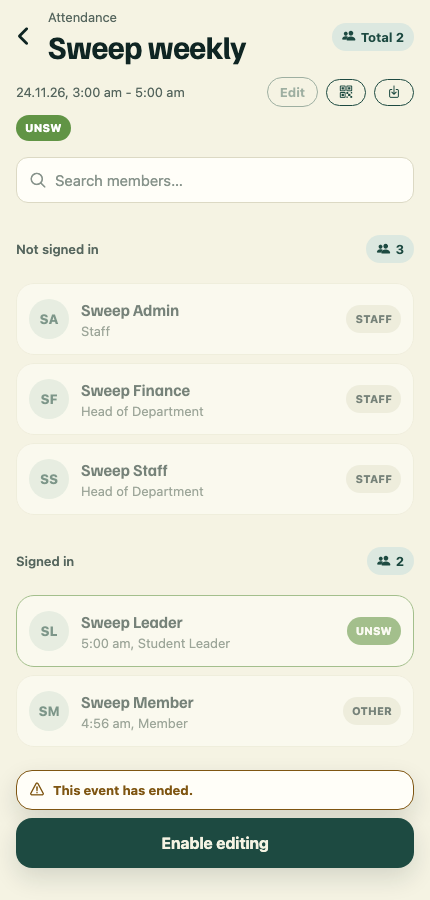 Attendance
Sweep weekly
Total 2
24.11.26, 3:00 am - 5:00 am
Edit
UNSW
Search members...
Not signed in
3
SA
Sweep Admin
Staff
STAFF
SF
Sweep Finance
Head of Department
STAFF
SS
Sweep Staff
Head of Department
STAFF
Signed in
2
SL
Sweep Leader
5:00 am, Student Leader
UNSW
SM
Sweep Member
4:56 am, Member
OTHER
This event has ended.
Enable editing